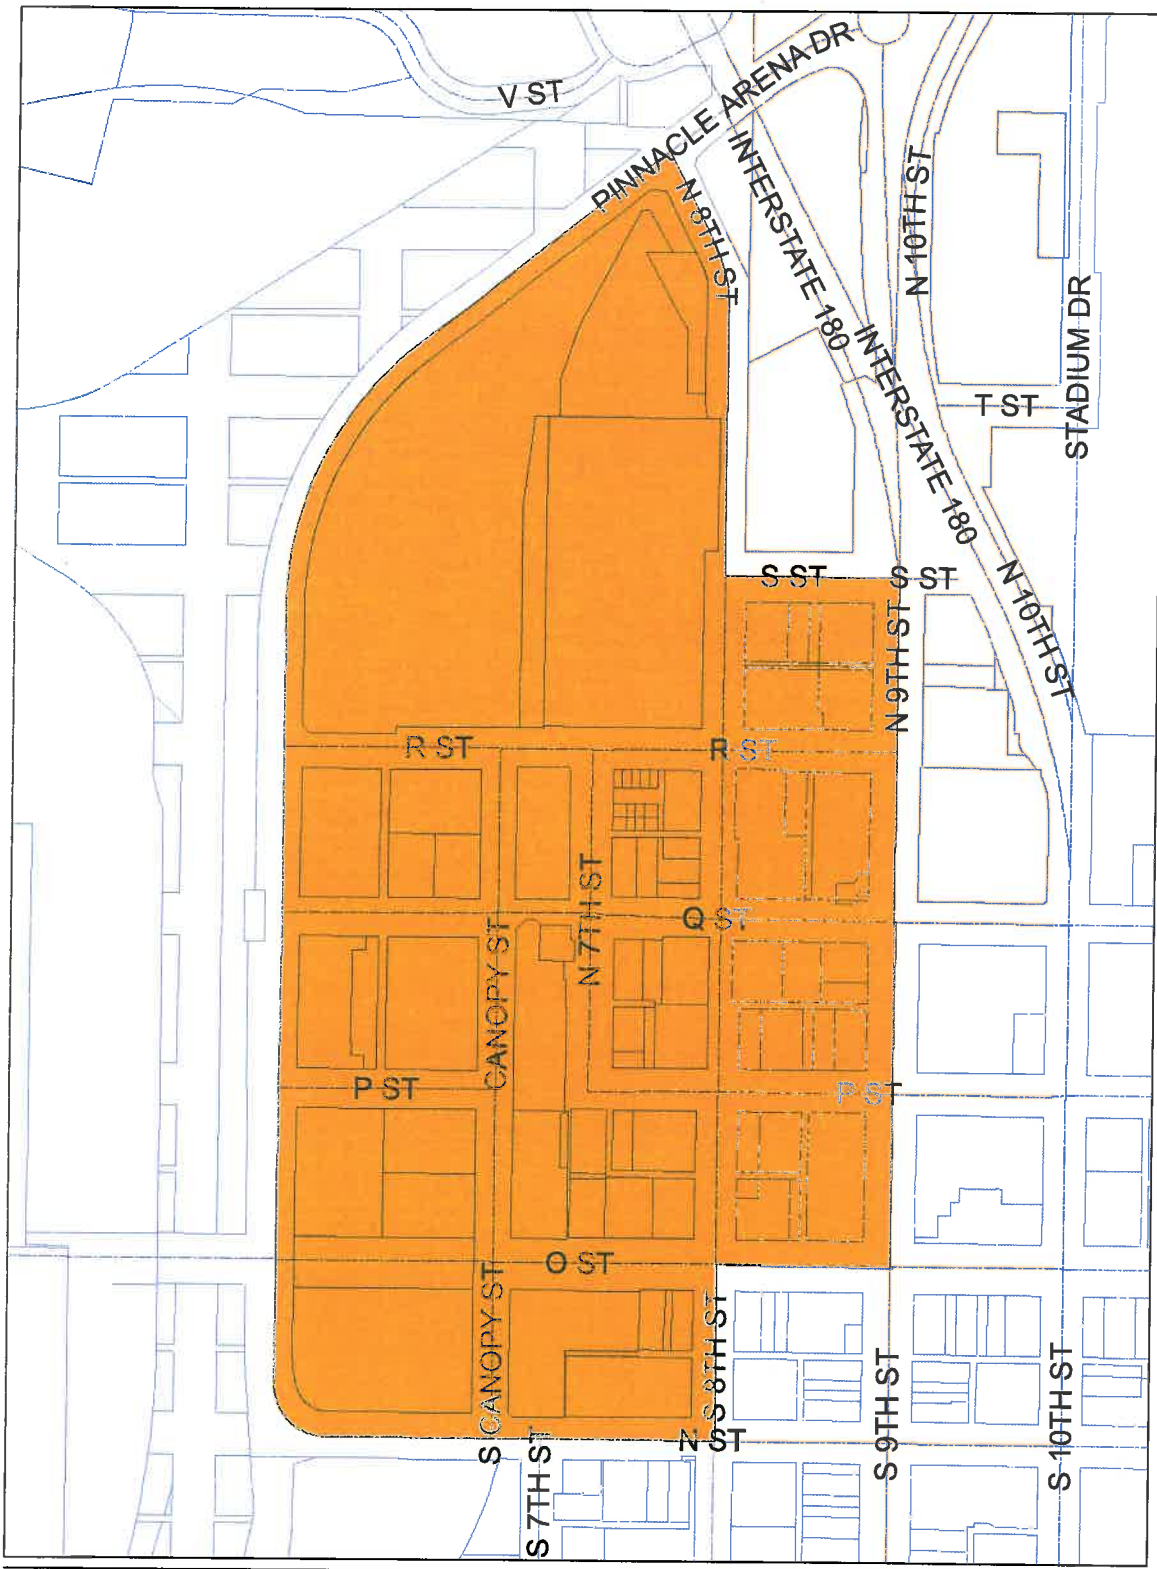 V ST
PINNACLE ARENA DR
N 8TH ST
INTERSTATE 180
N 10TH ST
STADIUM DR
INTERSTATE 180
T ST
S ST
S ST
N 10TH ST
N 9TH ST
R ST
R ST
N 7TH ST
Q ST
CANOPY ST
P ST
P ST
O ST
S CANOPY ST
S 8TH ST
N ST
S 7TH ST
S 9TH ST
S 10TH ST